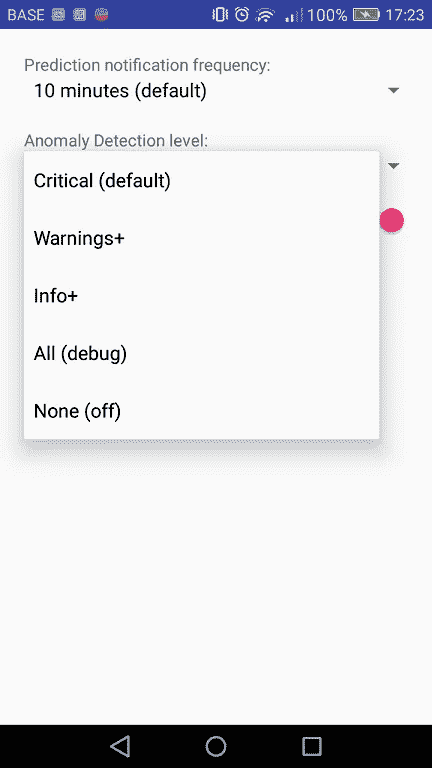 BASE 100% 17:23
Prediction notification frequency:
10 minutes (default)
Anomaly Detection level:
Critical (default)
Warnings+
Info+
All (debug)
None (off)